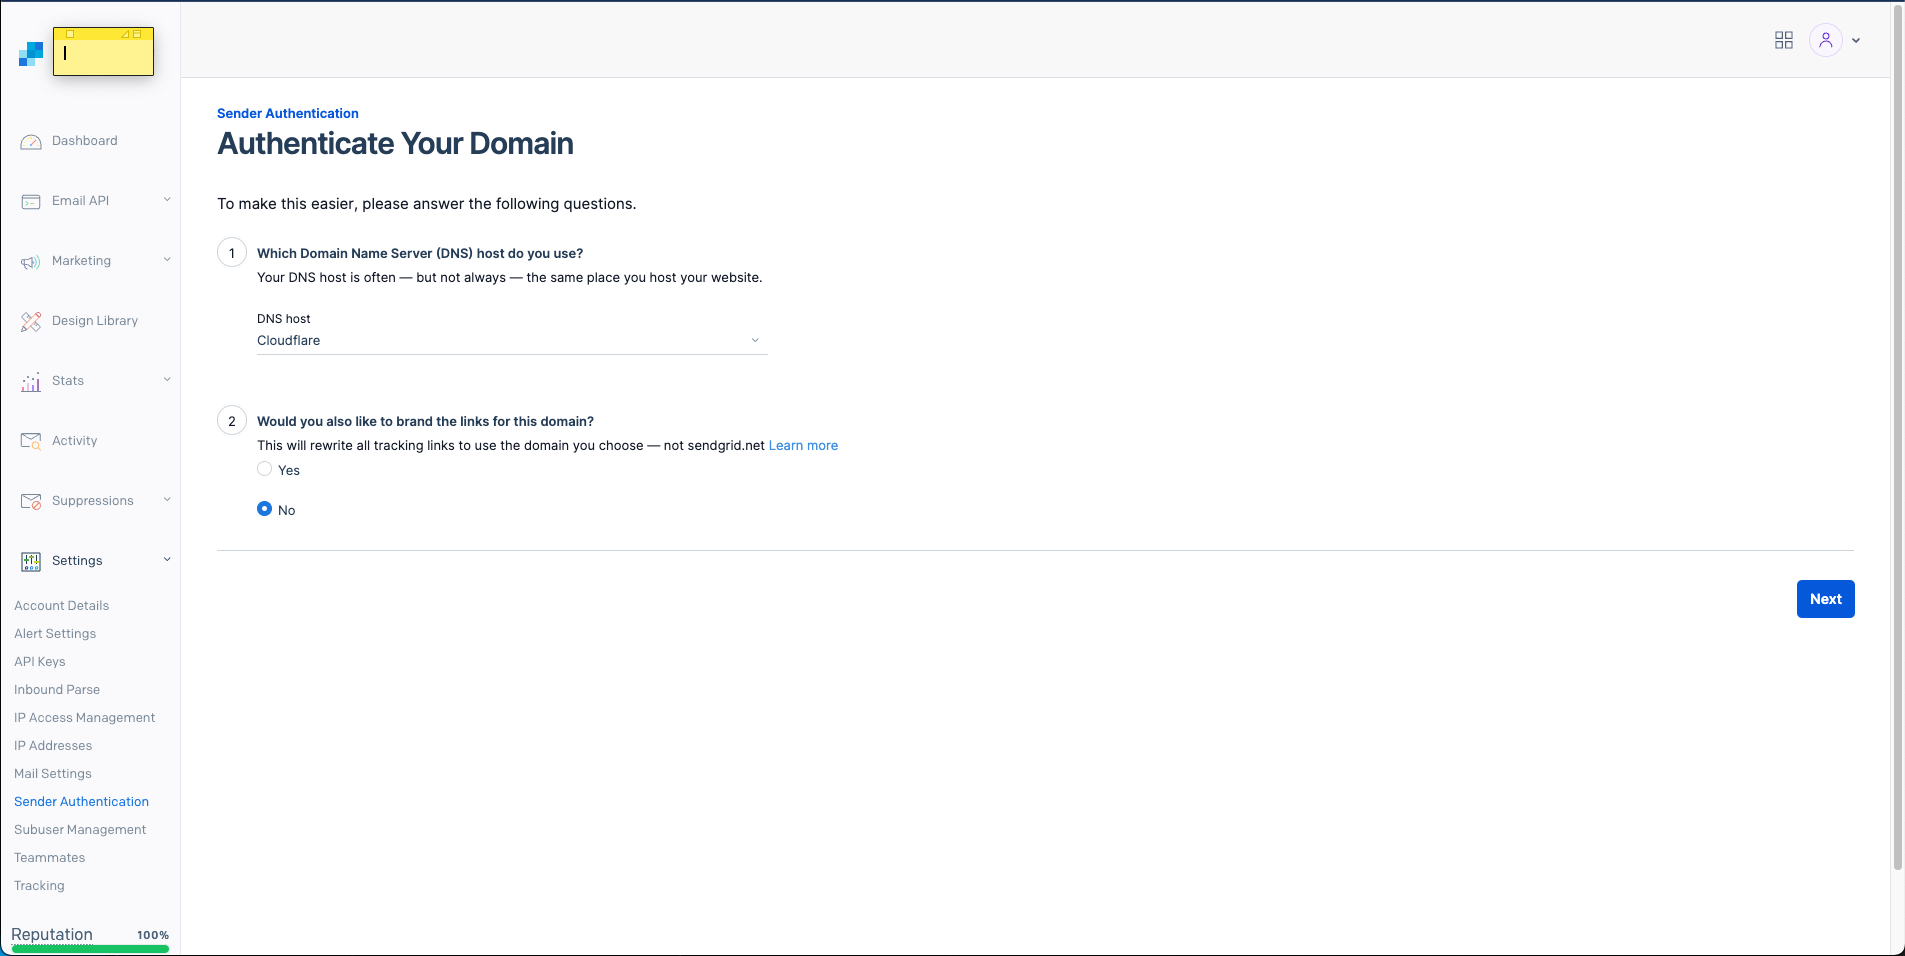 Dashboard
Email API
Marketing
Design Library
Stats
Activity
Suppressions
Settings
Account Details
Alert Settings
API Keys
Inbound Parse
IP Access Management
IP Addresses
Mail Settings
Sender Authentication
Subuser Management
Teammates
Tracking
Reputation 100%
Sender Authentication
Authenticate Your Domain
To make this easier, please answer the following questions.
1 Which Domain Name Server (DNS) host do you use?
Your DNS host is often — but not always — the same place you host your website.
DNS host
Cloudflare
2 Would you also like to brand the links for this domain?
This will rewrite all tracking links to use the domain you choose — not sendgrid.net Learn more
Yes
No
Next